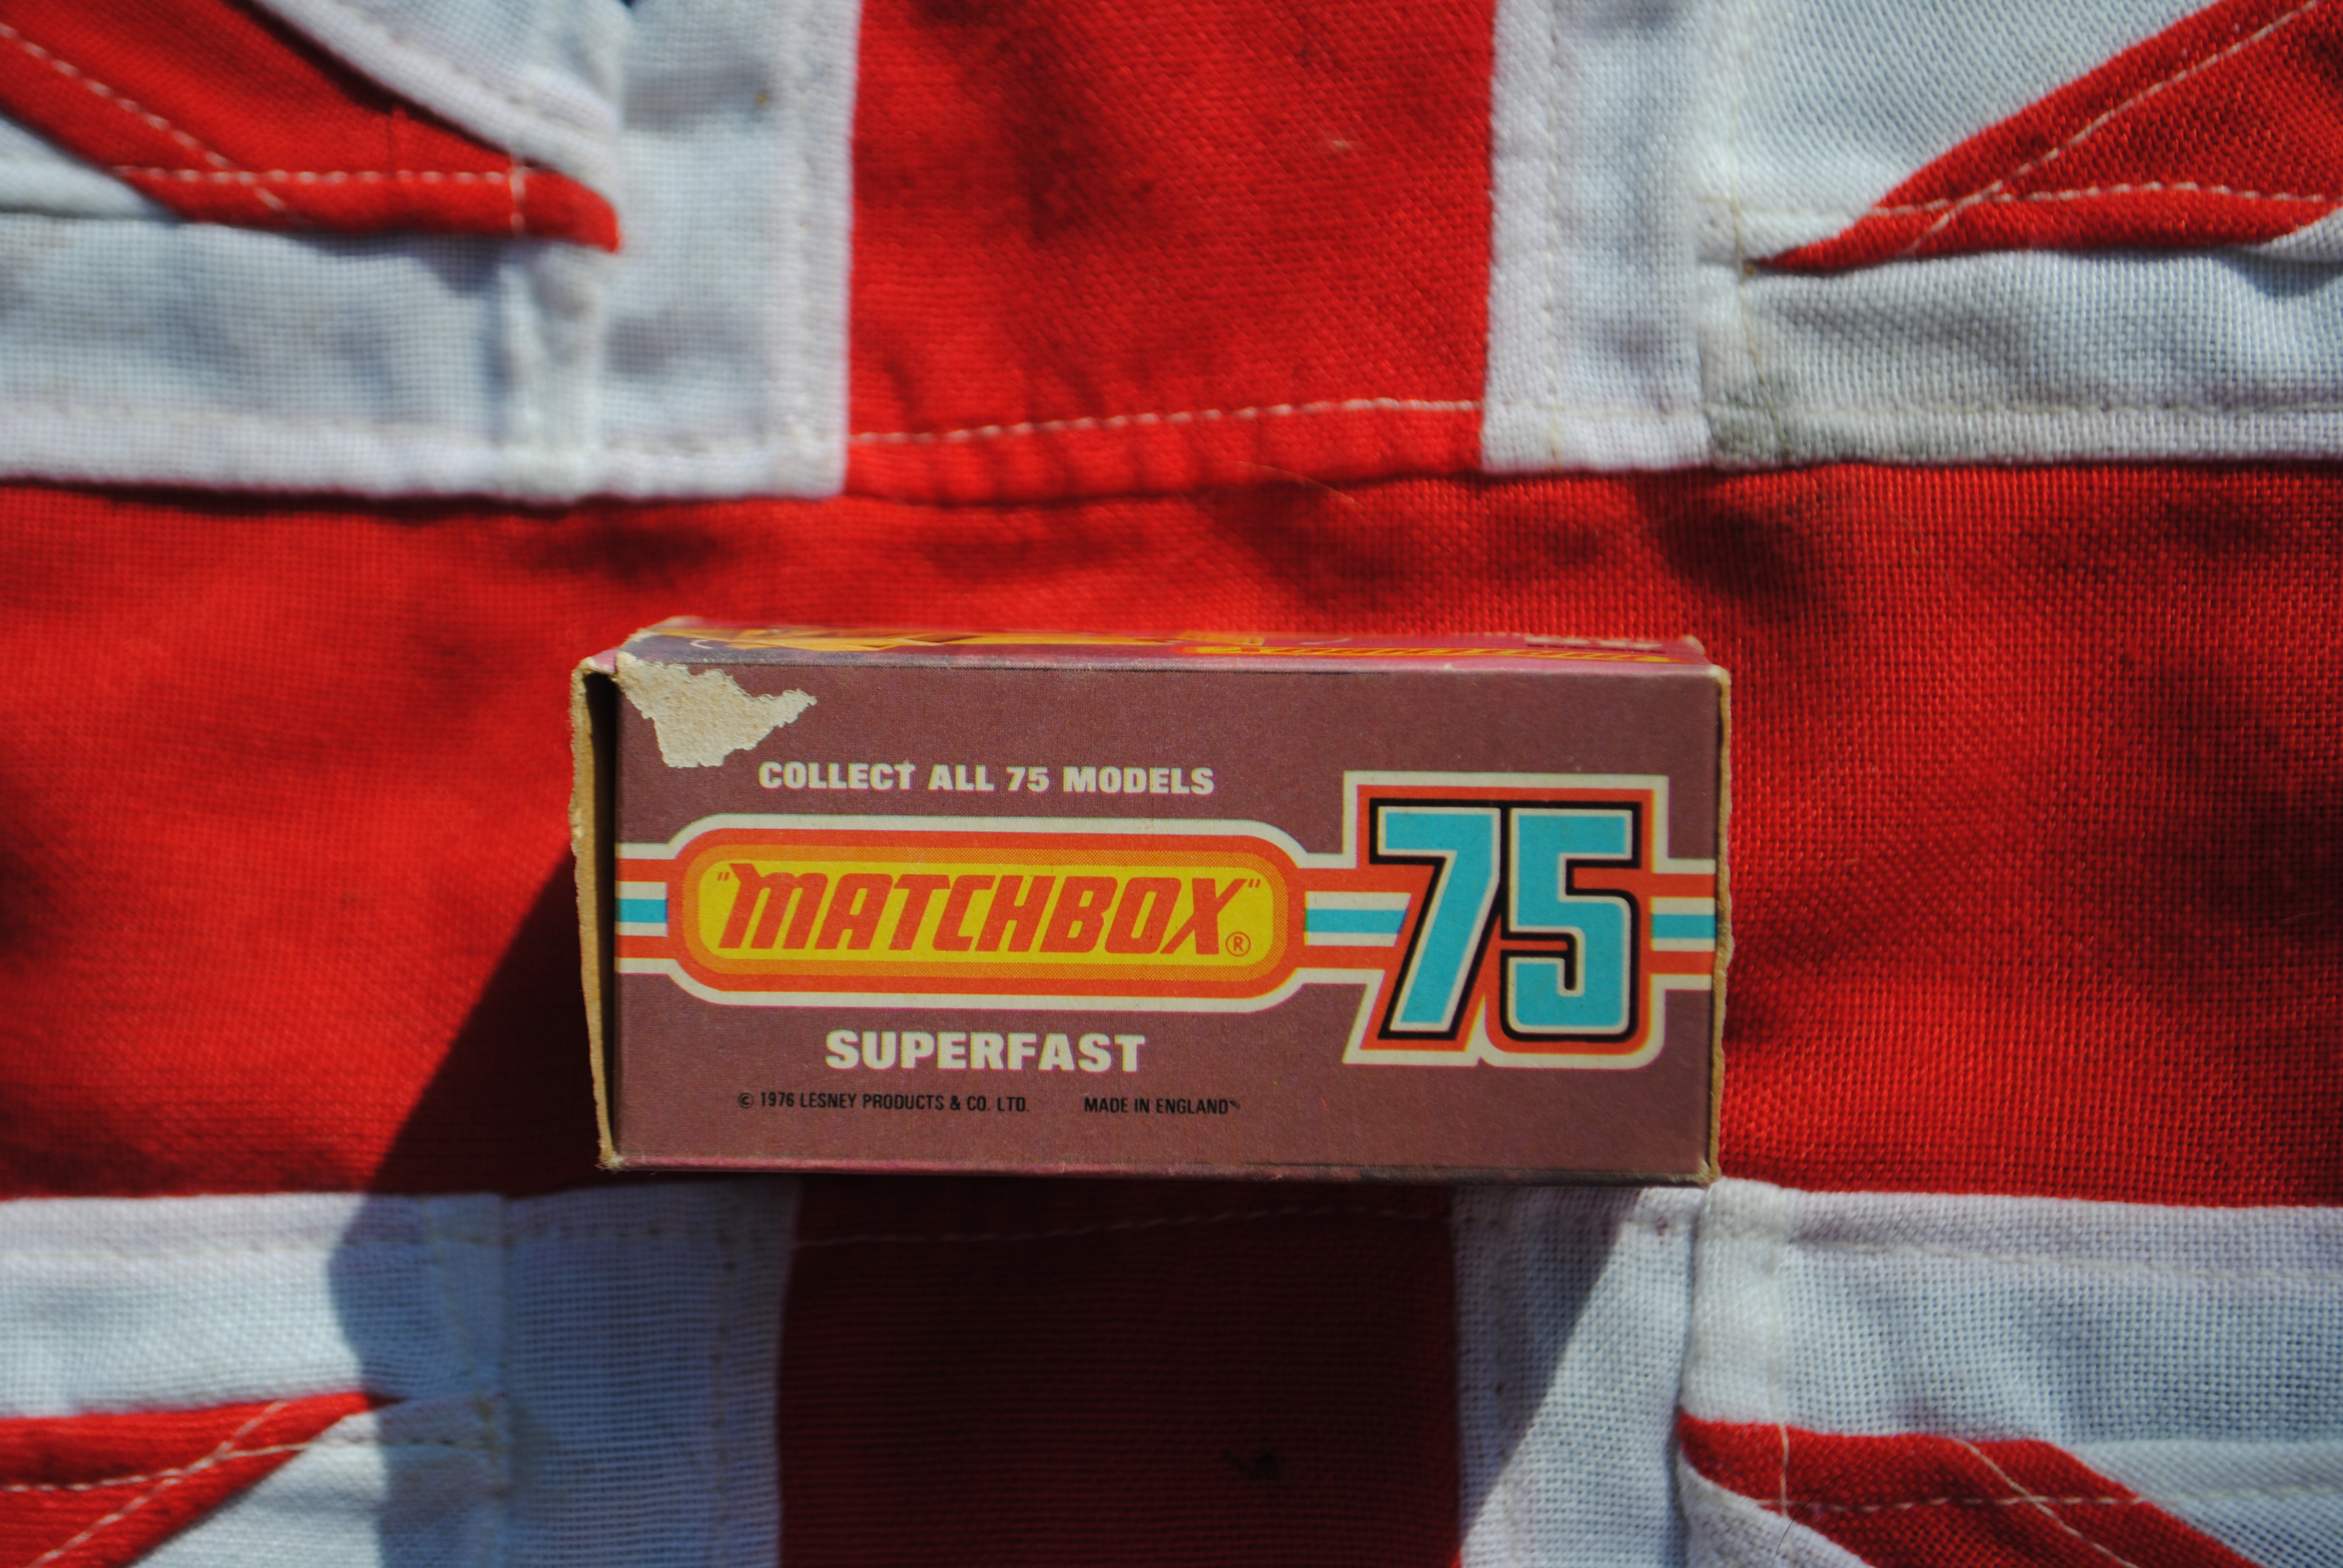 COLLECT ALL 75 MODELS
"MATCHBOX"®
75
SUPERFAST
© 1976 LESNEY PRODUCTS & CO. LTD. MADE IN ENGLAND